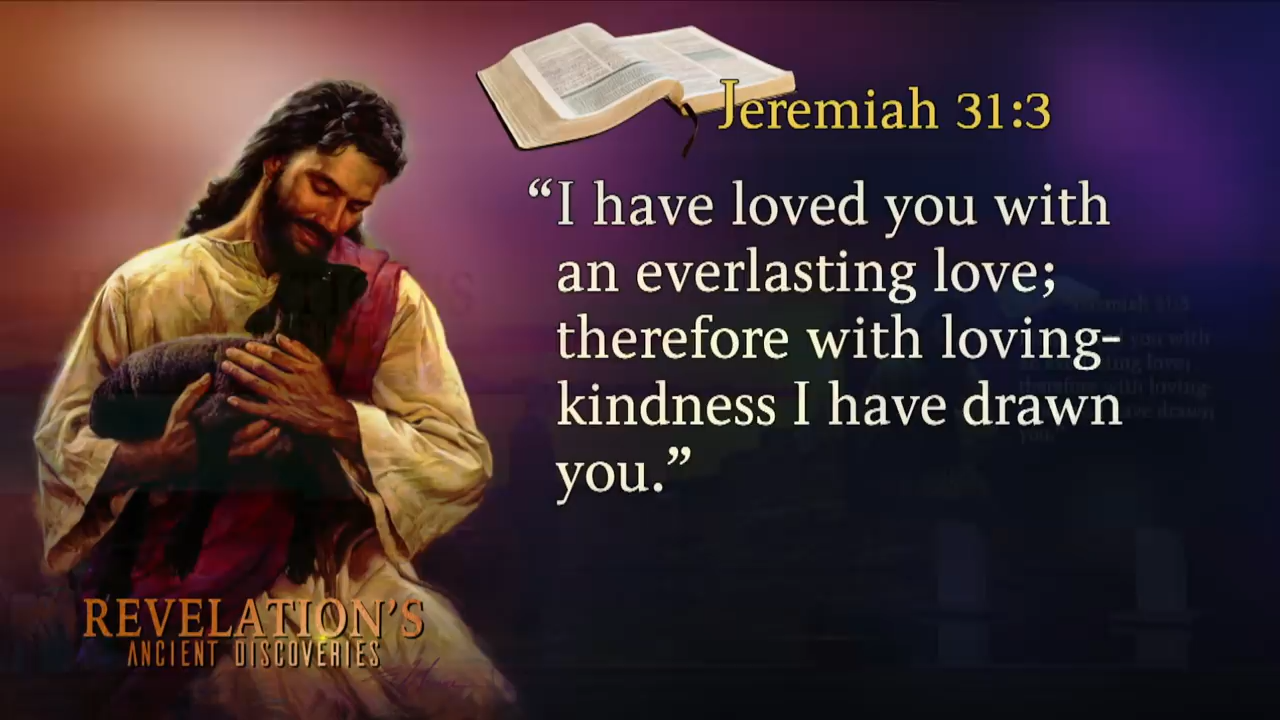 Jeremiah 31:3
“I have loved you with
an everlasting love;
therefore with loving-
kindness I have drawn
you.”
REVELATION’S
ANCIENT DISCOVERIES